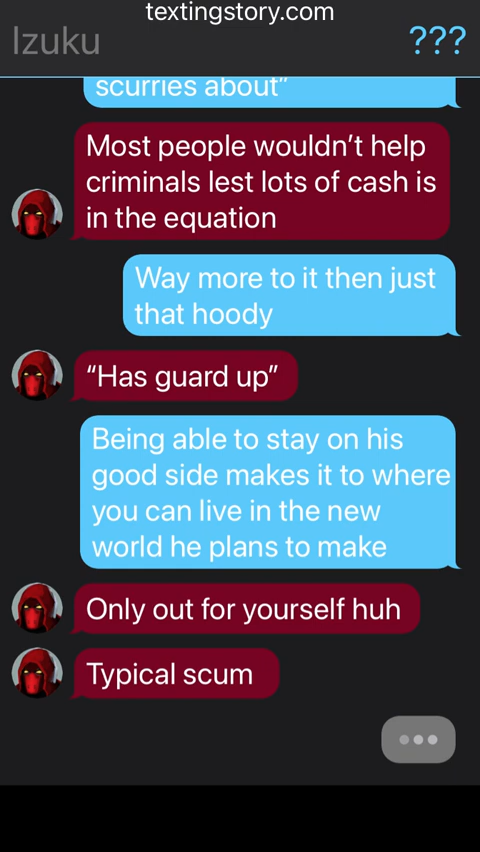 textingstory.com
Izuku
???
scurries about"
Most people wouldn't help
criminals lest lots of cash is
in the equation
Way more to it then just
that hoody
“Has guard up”
Being able to stay on his
good side makes it to where
you can live in the new
world he plans to make
Only out for yourself huh
Typical scum